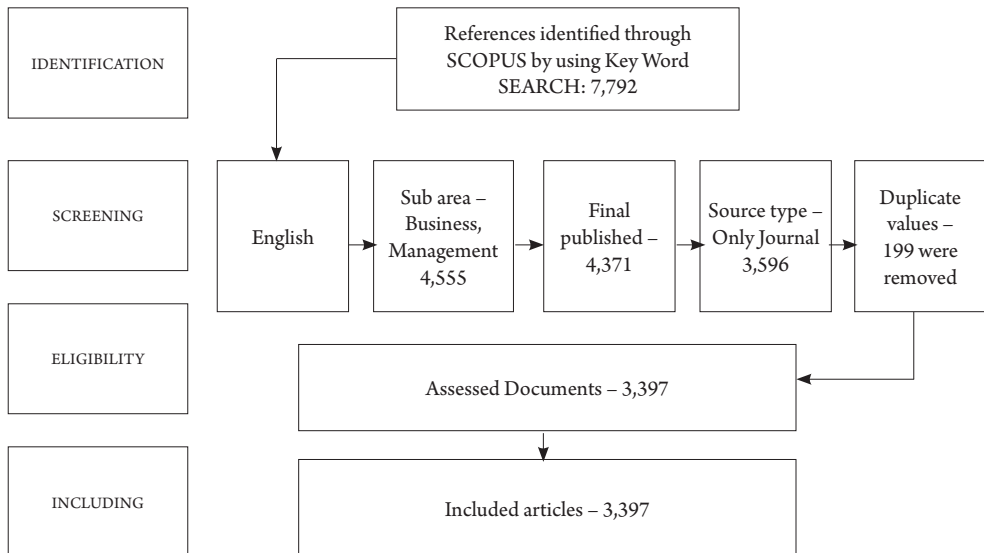 IDENTIFICATION
References identified through
SCOPUS by using Key Word
SEARCH: 7,792
SCREENING
English
Sub area –
Business,
Management
4,555
Final
published –
4,371
Source type –
Only Journal
3,596
Duplicate
values –
199 were
removed
ELIGIBILITY
Assessed Documents – 3,397
INCLUDING
Included articles – 3,397